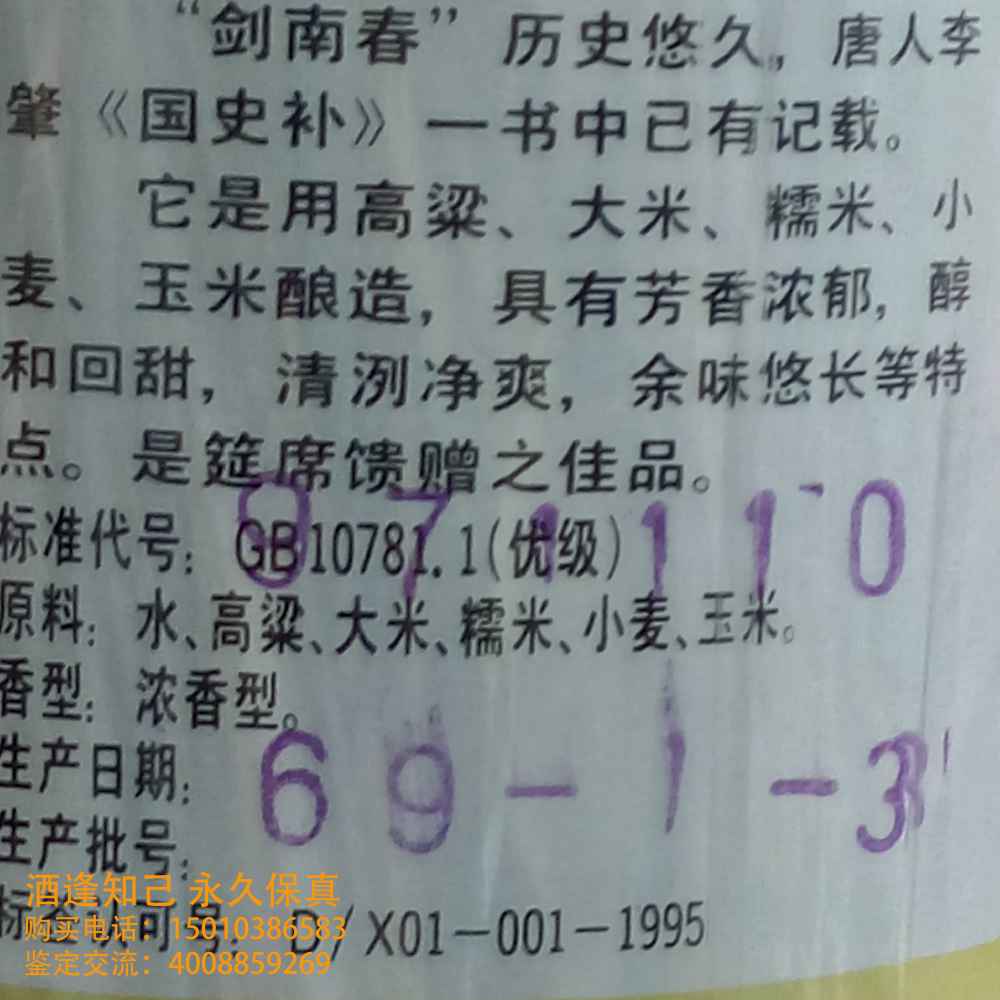 “剑南春”历史悠久,唐人李
肇《国史补》一书中已有记载。
它是用高粱、大米、糯米、小
麦、玉米酿造,具有芳香浓郁,醇
和回甜,清洌净爽,余味悠长等特
点。是筵席馈赠之佳品。
971110
标准代号:GB10781.1(优级)
原料:水、高粱、大米、糯米、小麦、玉米。
香型:浓香型。
生产日期:
69-1-3
生产批号:
酒逢知己 永久保真
标签认可号:D/X01-001-1995
购买电话:15010386583
鉴定交流:4008859269